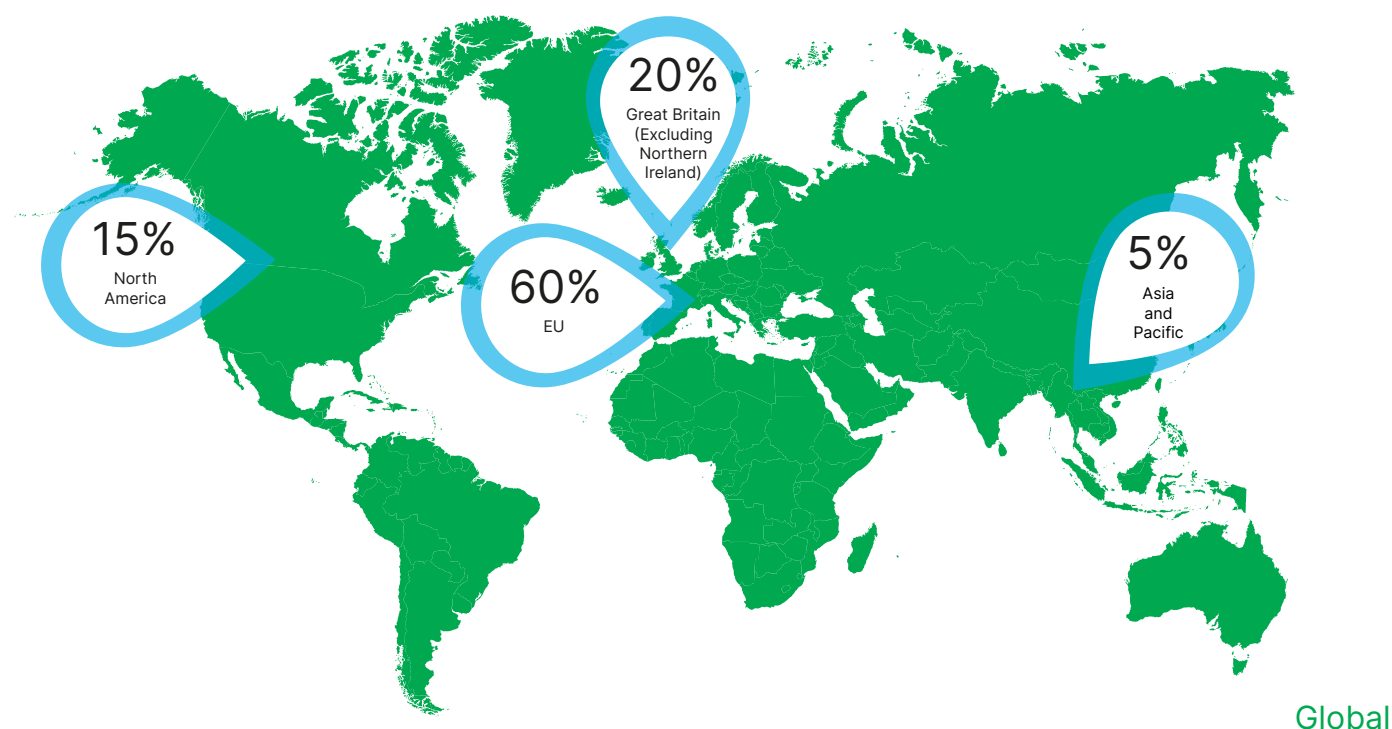 20%
Great Britain
(Excluding
Northern
Ireland)
15%
North
America
60%
EU
5%
Asia
and
Pacific
Global